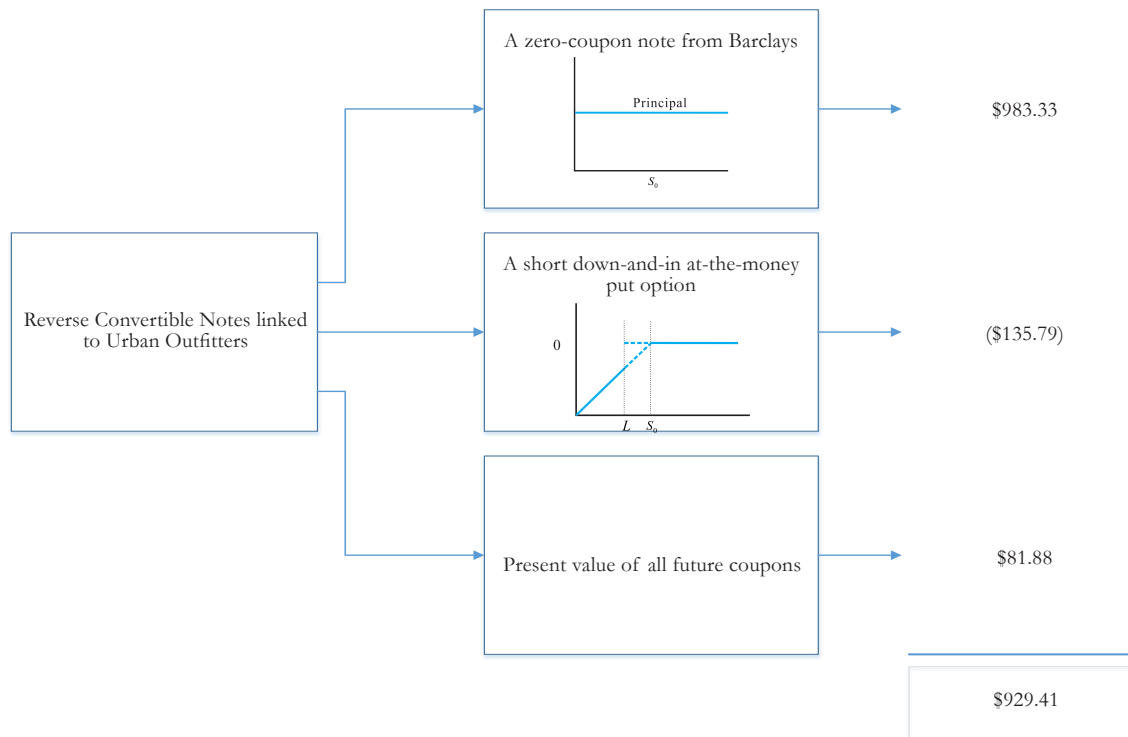 A zero-coupon note from Barclays
Principal
S₀
$983.33
Reverse Convertible Notes linked
to Urban Outfitters
A short down-and-in at-the-money
put option
0
L S₀
($135.79)
Present value of all future coupons
$81.88
$929.41